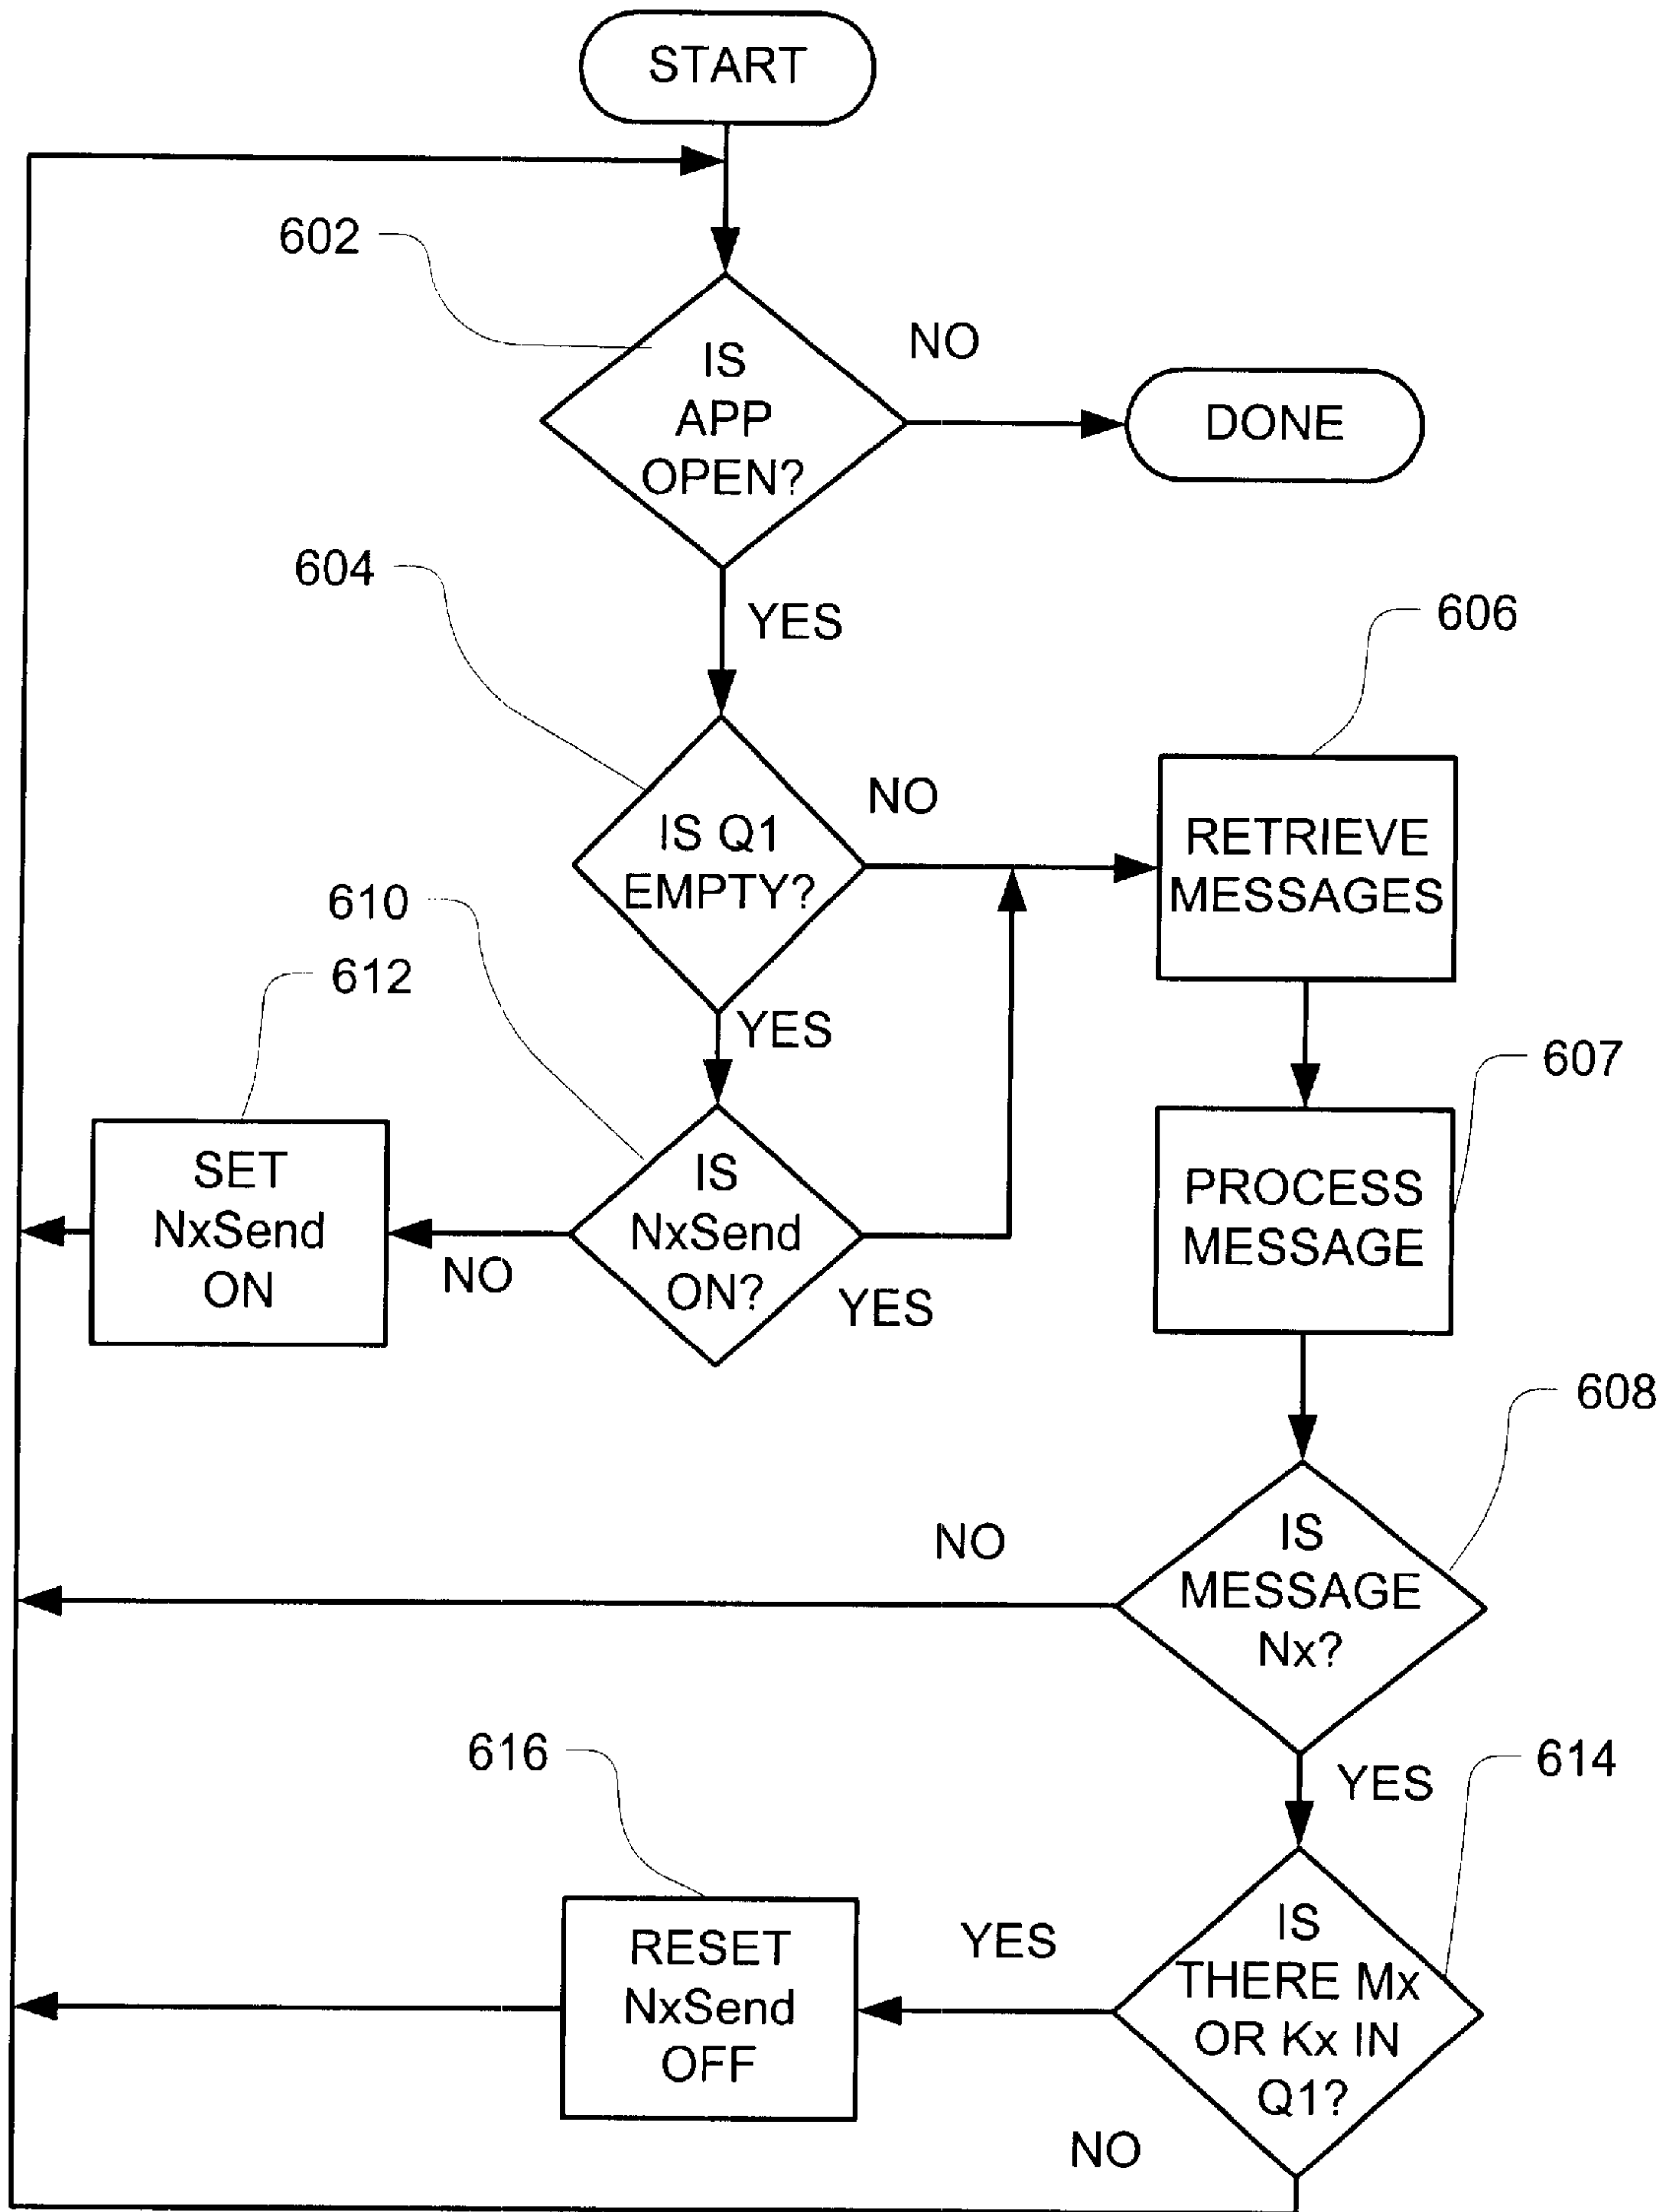 START
602
IS
APP
OPEN?
NO
DONE
YES
604
606
IS Q1
EMPTY?
NO
RETRIEVE
MESSAGES
610
612
YES
607
SET
NxSend
ON
NO
IS
NxSend
ON?
YES
PROCESS
MESSAGE
608
IS
MESSAGE
Nx?
NO
YES
616
614
RESET
NxSend
OFF
YES
IS
THERE Mx
OR Kx IN
Q1?
NO